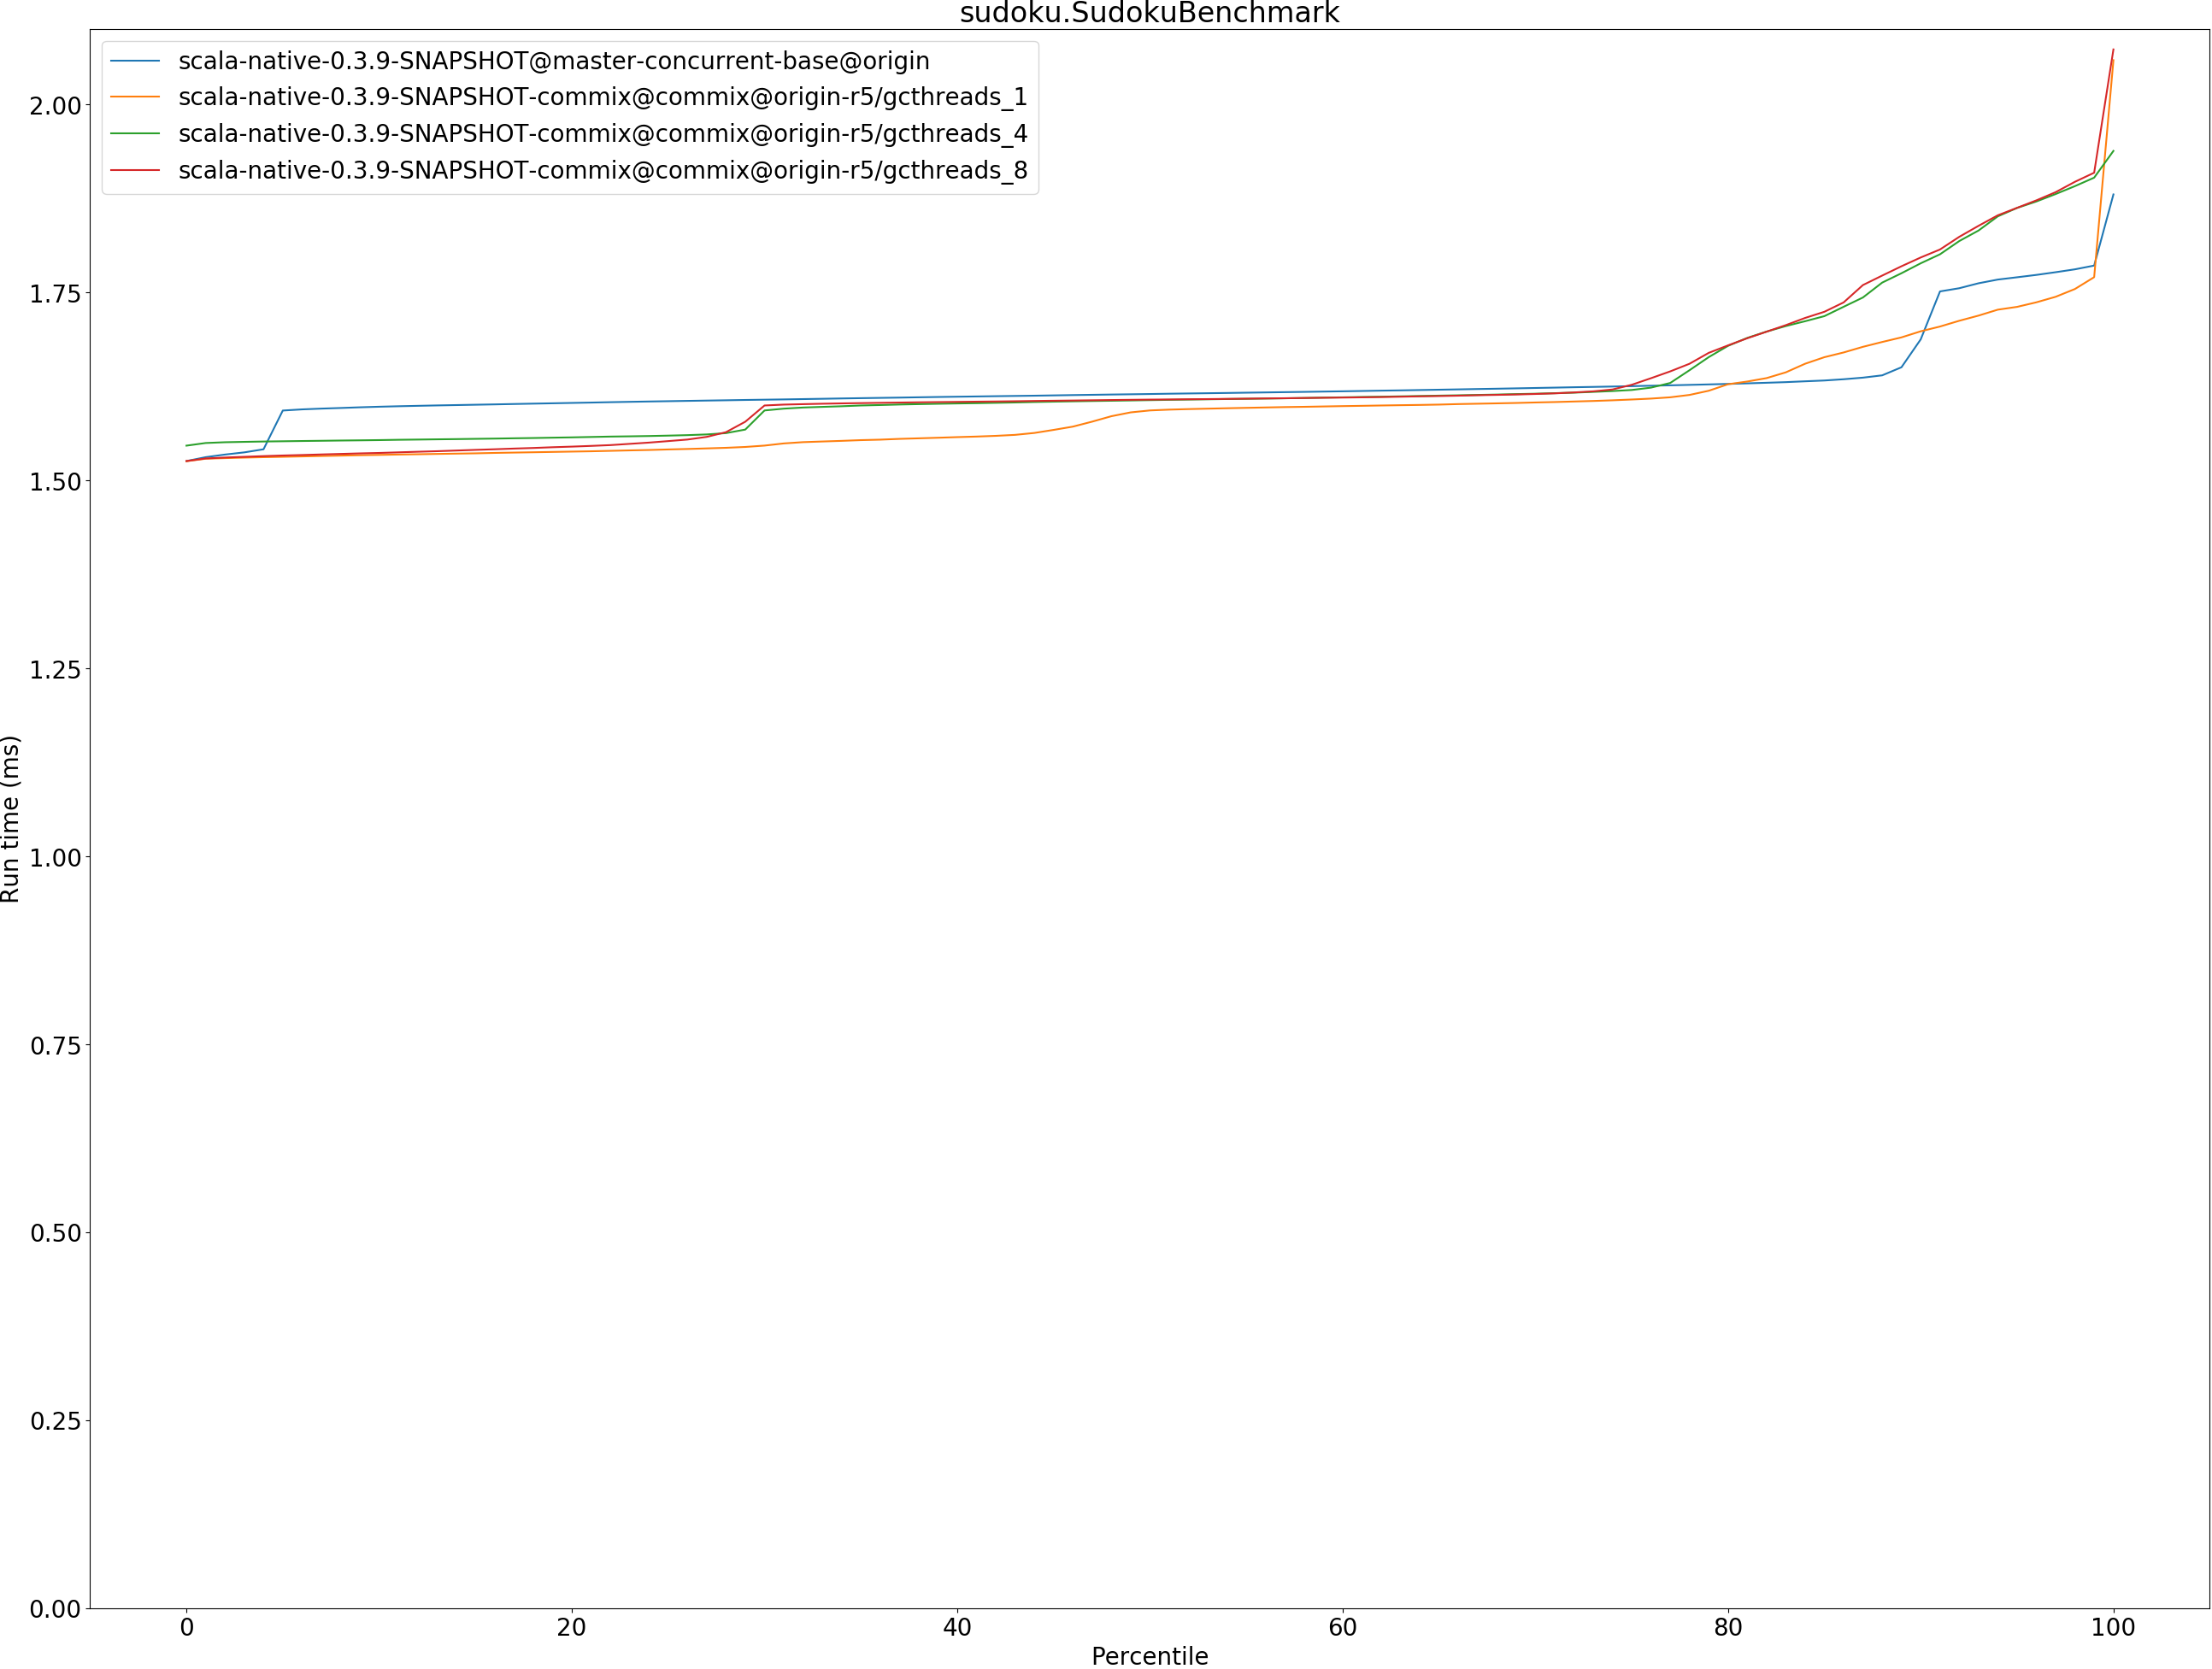 sudoku.SudokuBenchmark
scala-native-0.3.9-SNAPSHOT@master-concurrent-base@origin
scala-native-0.3.9-SNAPSHOT-commix@commix@origin-r5/gcthreads_1
scala-native-0.3.9-SNAPSHOT-commix@commix@origin-r5/gcthreads_4
scala-native-0.3.9-SNAPSHOT-commix@commix@origin-r5/gcthreads_8
2.00
1.75
1.50
1.25
1.00
0.75
0.50
0.25
0.00
Run time (ms)
0 20 40 60 80 100
Percentile